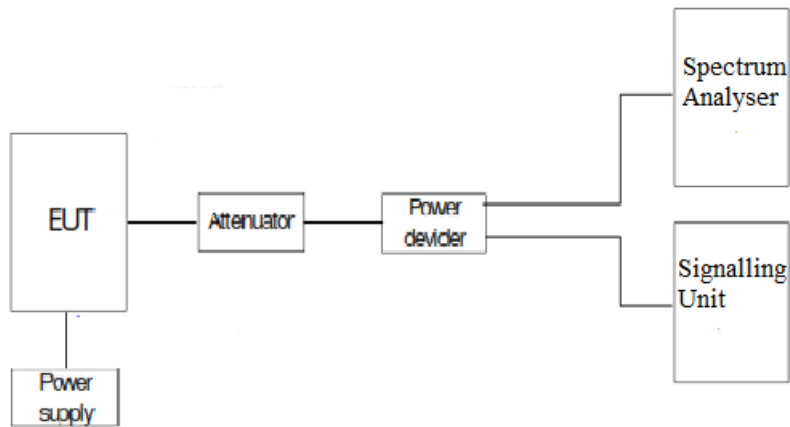 Spectrum
Analyser
EUT
Attenuator
Power
devider
Signalling
Unit
Power
supply